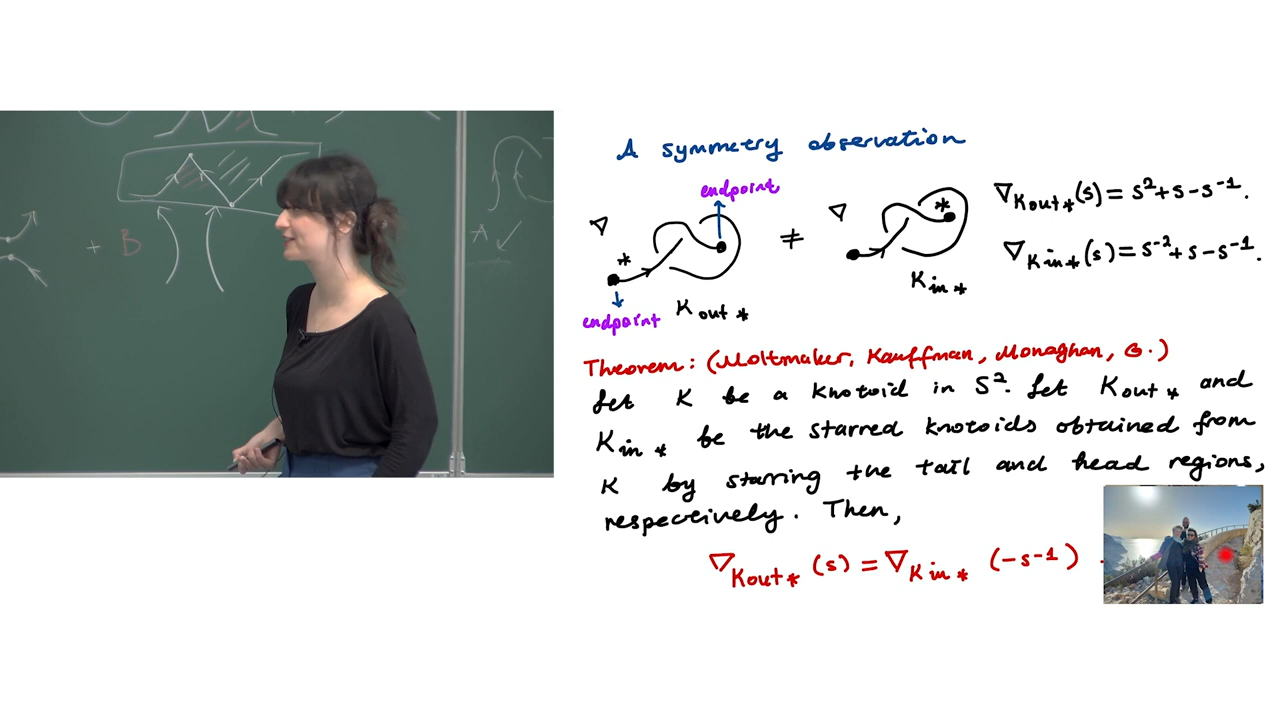 A symmetry observation
endpoint
∇
*
≠
∇
*
∇Kout*(s) = s²+s-s⁻¹.
∇Kin*(s) = s⁻²+s-s⁻¹.
endpoint
Kout*
Kin*
Theorem: (Moltmaker, Kauffman, Monaghan, G.)
Let K be a knotoid in S². Let Kout* and
Kin* be the starred knotoids obtained from
K by starring the tail and head regions,
respectively. Then,
∇Kout*(s) = ∇Kin*(-s⁻¹)
+ B
A